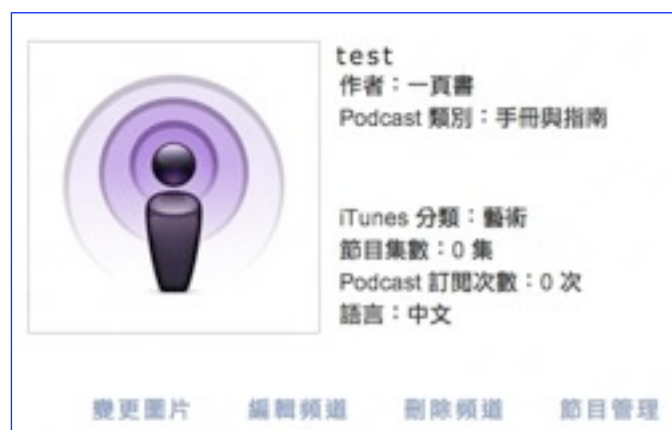 test
作者：一頁書
Podcast 類別：手冊與指南
iTunes 分類：藝術
節目集數：0 集
Podcast 訂閱次數：0 次
語言：中文
變更圖片 編輯頻道 刪除頻道 節目管理